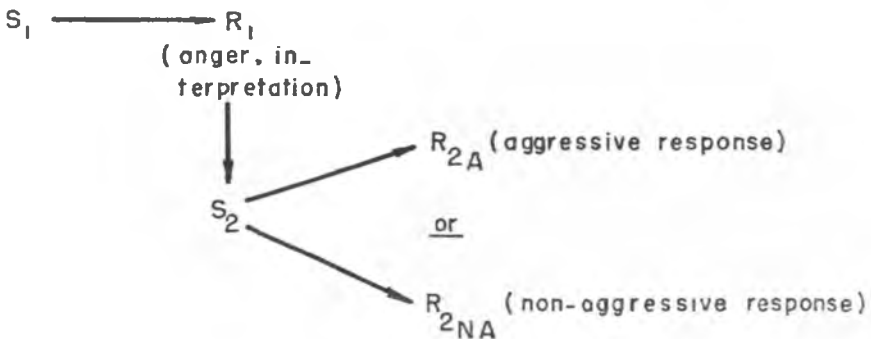 S₁ R₁
(anger, in-
terpretation)
R₂A (aggressive response)
S₂
or
R₂NA (non-aggressive response)